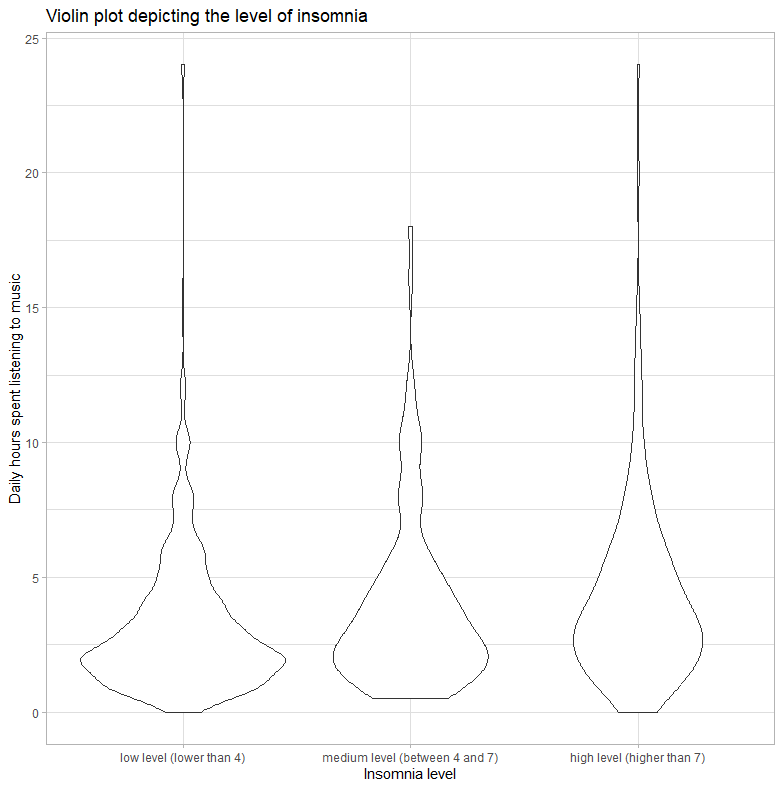 Violin plot depicting the level of insomnia
25
20
15
10
5
0
Daily hours spent listening to music
low level (lower than 4) medium level (between 4 and 7) high level (higher than 7)
Insomnia level